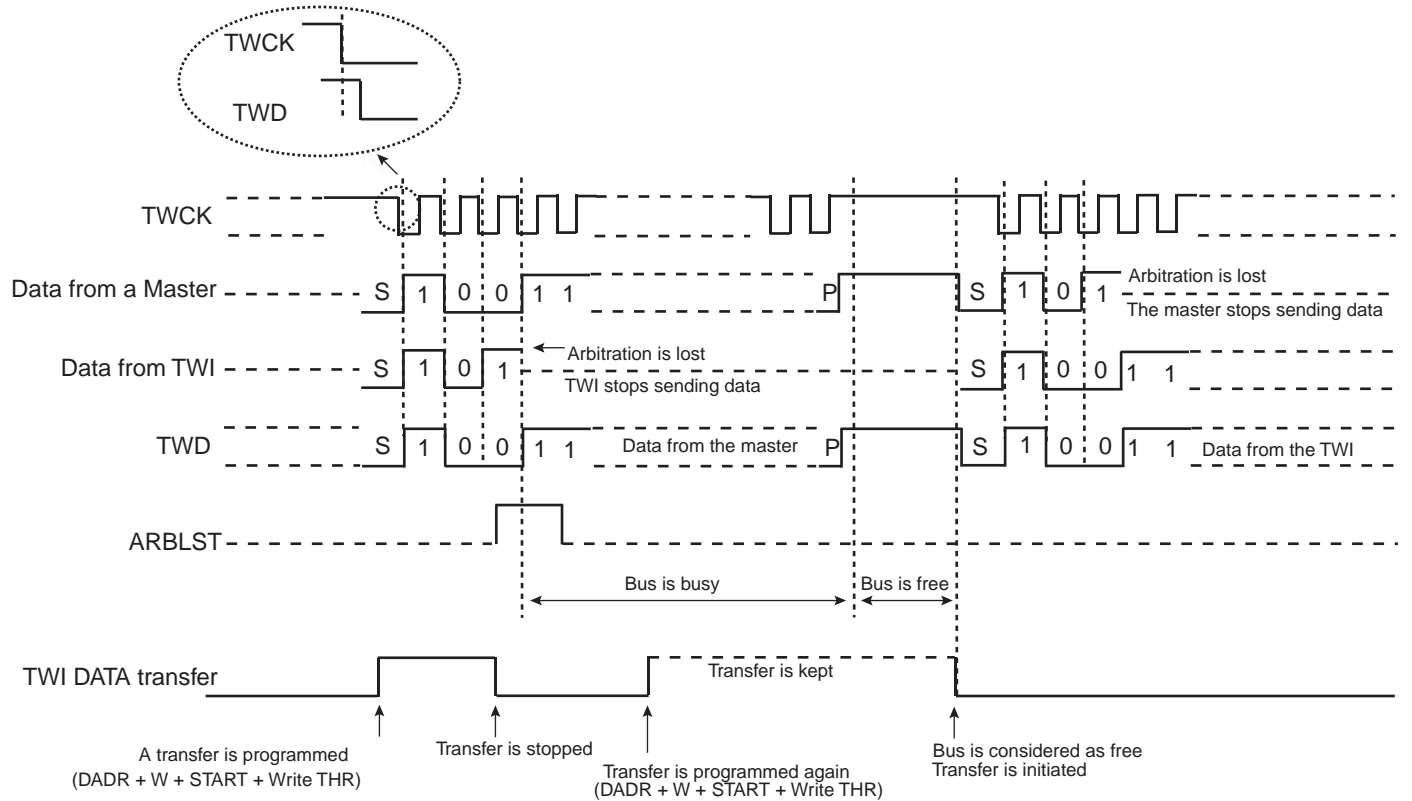 TWCK
TWD
TWCK
Data from a Master S 1 0 0 1 1 P S 1 0 1 Arbitration is lost
The master stops sending data
Data from TWI S 1 0 1 Arbitration is lost S 1 0 0 1 1
TWI stops sending data
TWD S 1 0 0 1 1 Data from the master P S 1 0 0 1 1 Data from the TWI
ARBLST
Bus is busy Bus is free
TWI DATA transfer Transfer is kept
A transfer is programmed
(DADR + W + START + Write THR)
Transfer is stopped
Transfer is programmed again
(DADR + W + START + Write THR)
Bus is considered as free
Transfer is initiated